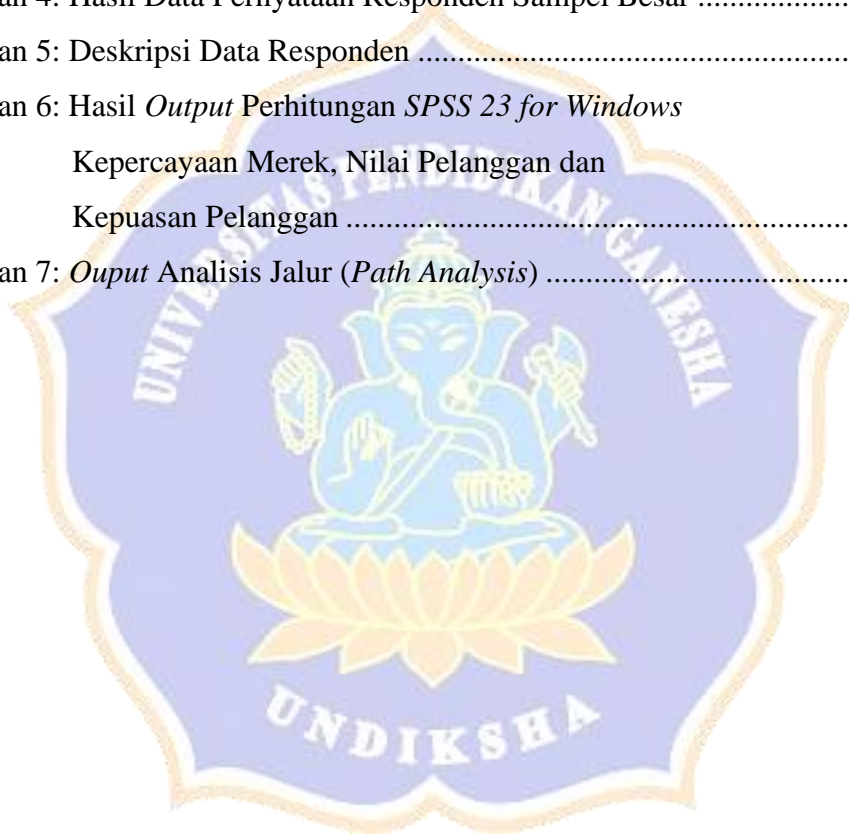 an 4: Hasil Data Pernyataan Responden Sampel Besar ...................
an 5: Deskripsi Data Responden ......................................................
an 6: Hasil Output Perhitungan SPSS 23 for Windows
Kepercayaan Merek, Nilai Pelanggan dan
Kepuasan Pelanggan ...............................................................
an 7: Ouput Analisis Jalur (Path Analysis) ......................................
UNIVERSITAS PENDIDIKAN GANESHA
UNDIKSHA